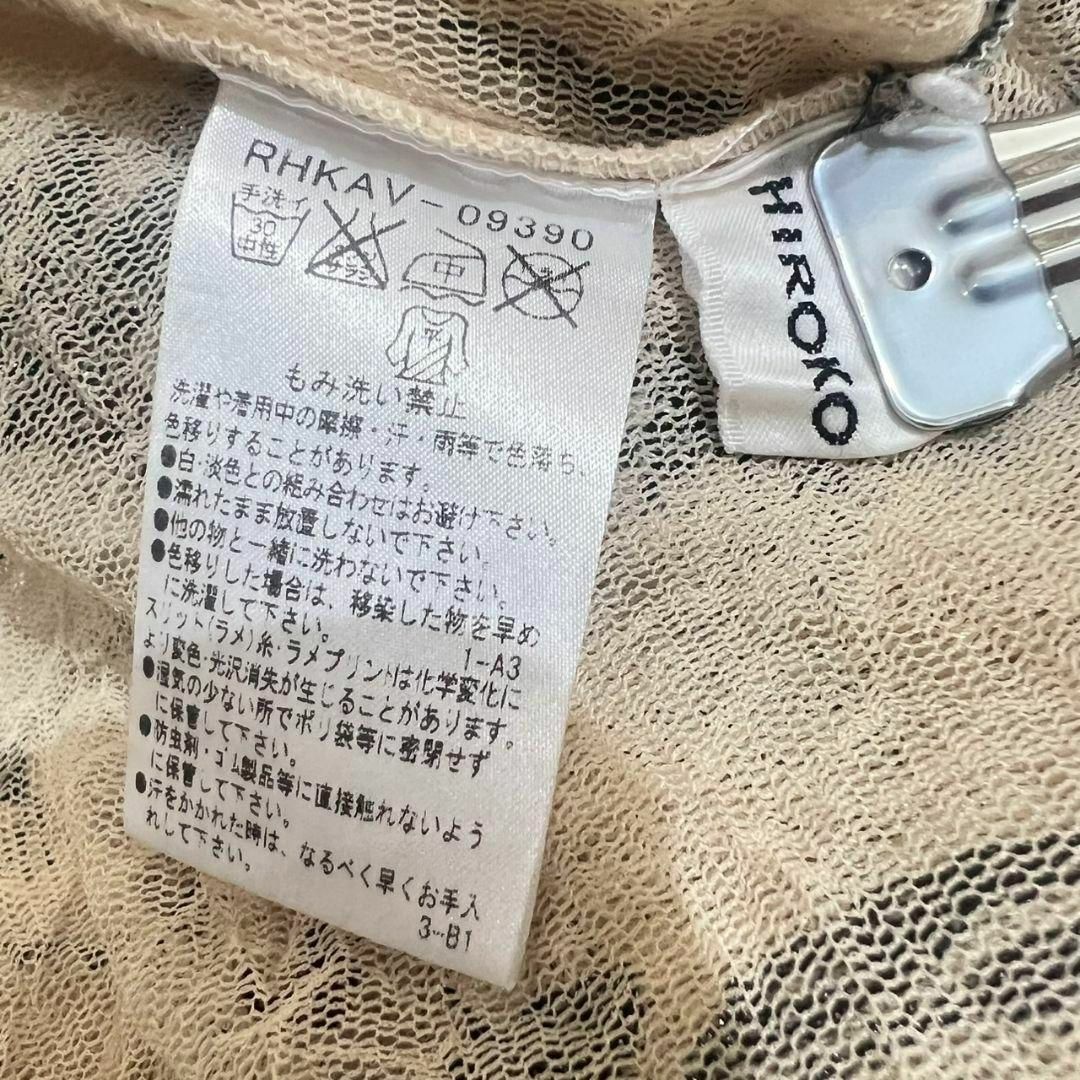 RHKAV-09390
手洗イ
30
中性
エンソ
サラシ
中
もみ洗い禁止
洗濯や着用中の摩擦・汗・雨等で色落ち、
色移りすることがあります。
●白・淡色との組み合わせはお避け下さい。
●濡れたまま放置しないで下さい。
●他の物と一緒に洗わないで下さい。
●色移りした場合は、移染した物を早め
に洗濯して下さい。
1-A3
スリット(ラメ)糸・ラメプリントは化学変化に
より変色・光沢消失が生じることがあります。
●湿気の少ない所でポリ袋等に密閉せず
に保管して下さい。
●防虫剤・ゴム製品等に直接触れないよう
に保管して下さい。
●汗をかかれた時は、なるべく早くお手入
れして下さい。
3-B1
HIROKO